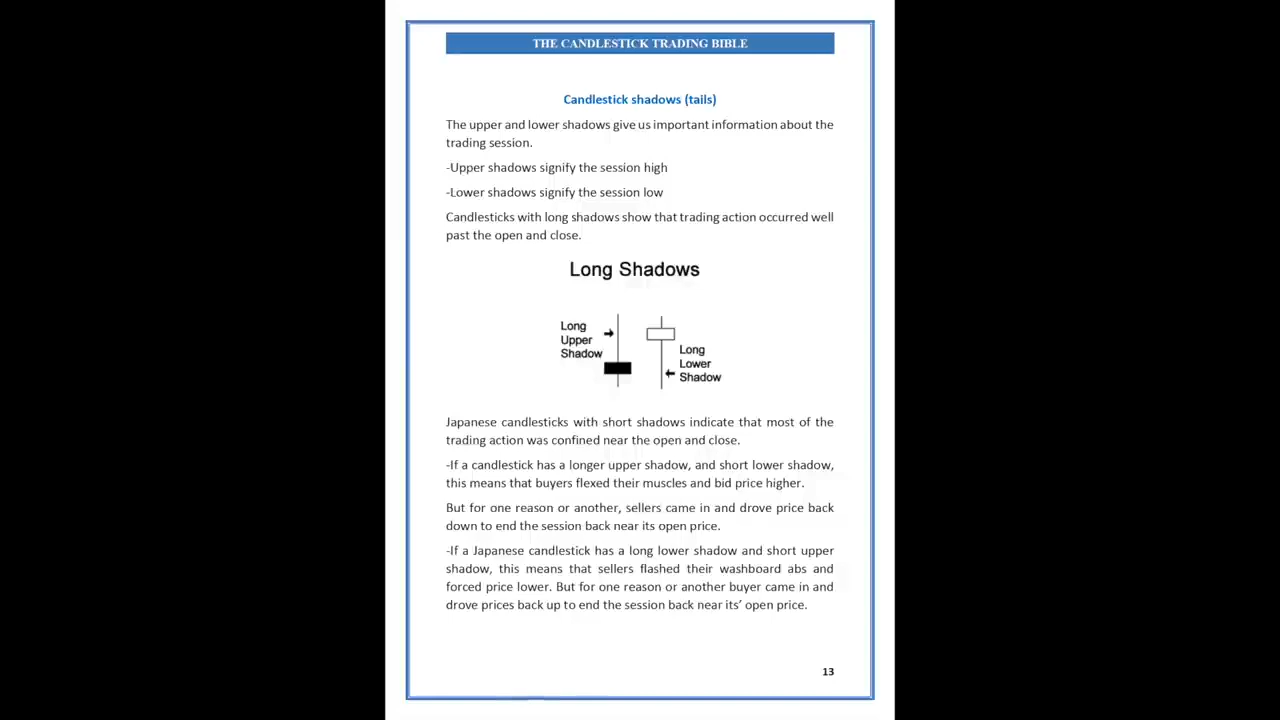 THE CANDLESTICK TRADING BIBLE
Candlestick shadows (tails)
The upper and lower shadows give us important information about the
trading session.
-Upper shadows signify the session high
-Lower shadows signify the session low
Candlesticks with long shadows show that trading action occurred well
past the open and close.
Long Shadows
Long
Upper
Shadow
Long
Lower
Shadow
Japanese candlesticks with short shadows indicate that most of the
trading action was confined near the open and close.
-If a candlestick has a longer upper shadow, and short lower shadow,
this means that buyers flexed their muscles and bid price higher.
But for one reason or another, sellers came in and drove price back
down to end the session back near its open price.
-If a Japanese candlestick has a long lower shadow and short upper
shadow, this means that sellers flashed their washboard abs and
forced price lower. But for one reason or another buyer came in and
drove prices back up to end the session back near its’ open price.
13